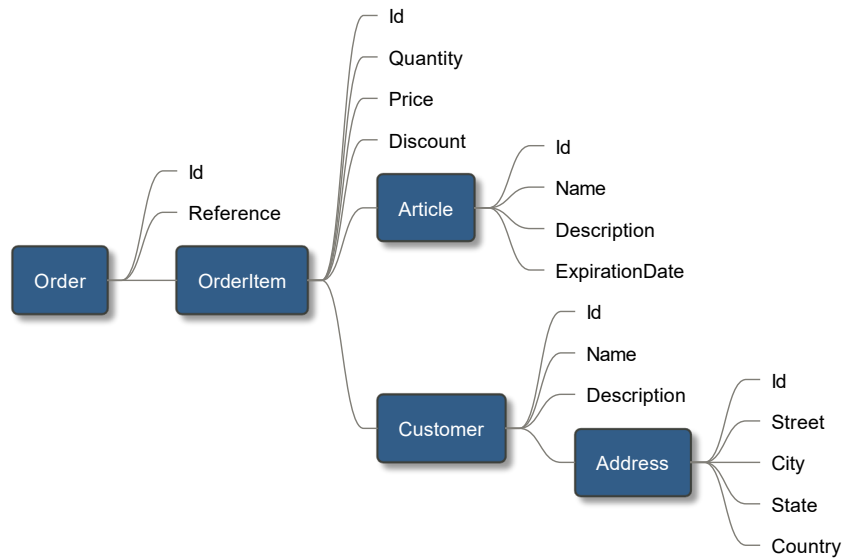 Order
Id
Reference
OrderItem
Id
Quantity
Price
Discount
Article
Id
Name
Description
ExpirationDate
Customer
Id
Name
Description
Address
Id
Street
City
State
Country